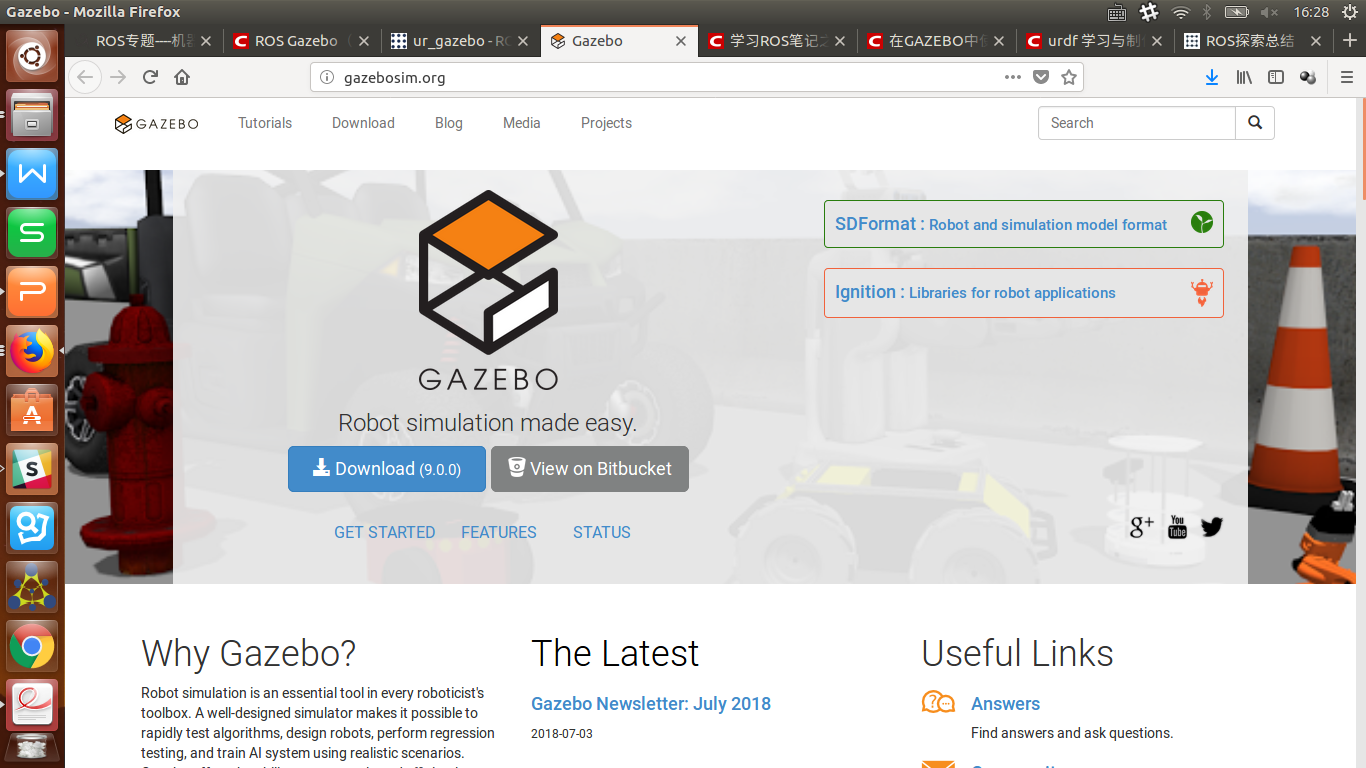 Gazebo - Mozilla Firefox
16:28
ROS专题----机器
ROS Gazebo
ur_gazebo - RO
Gazebo
学习ROS笔记之
在GAZEBO中使
urdf 学习与制作
ROS探索总结
gazebosim.org
GAZEBO
Tutorials
Download
Blog
Media
Projects
Search
GAZEBO
Robot simulation made easy.
Download (9.0.0)
View on Bitbucket
GET STARTED
FEATURES
STATUS
SDFormat : Robot and simulation model format
Ignition : Libraries for robot applications
g+
You
Tube
Why Gazebo?
Robot simulation is an essential tool in every roboticist's
toolbox. A well-designed simulator makes it possible to
rapidly test algorithms, design robots, perform regression
testing, and train AI system using realistic scenarios.
The Latest
Gazebo Newsletter: July 2018
2018-07-03
Useful Links
Answers
Find answers and ask questions.